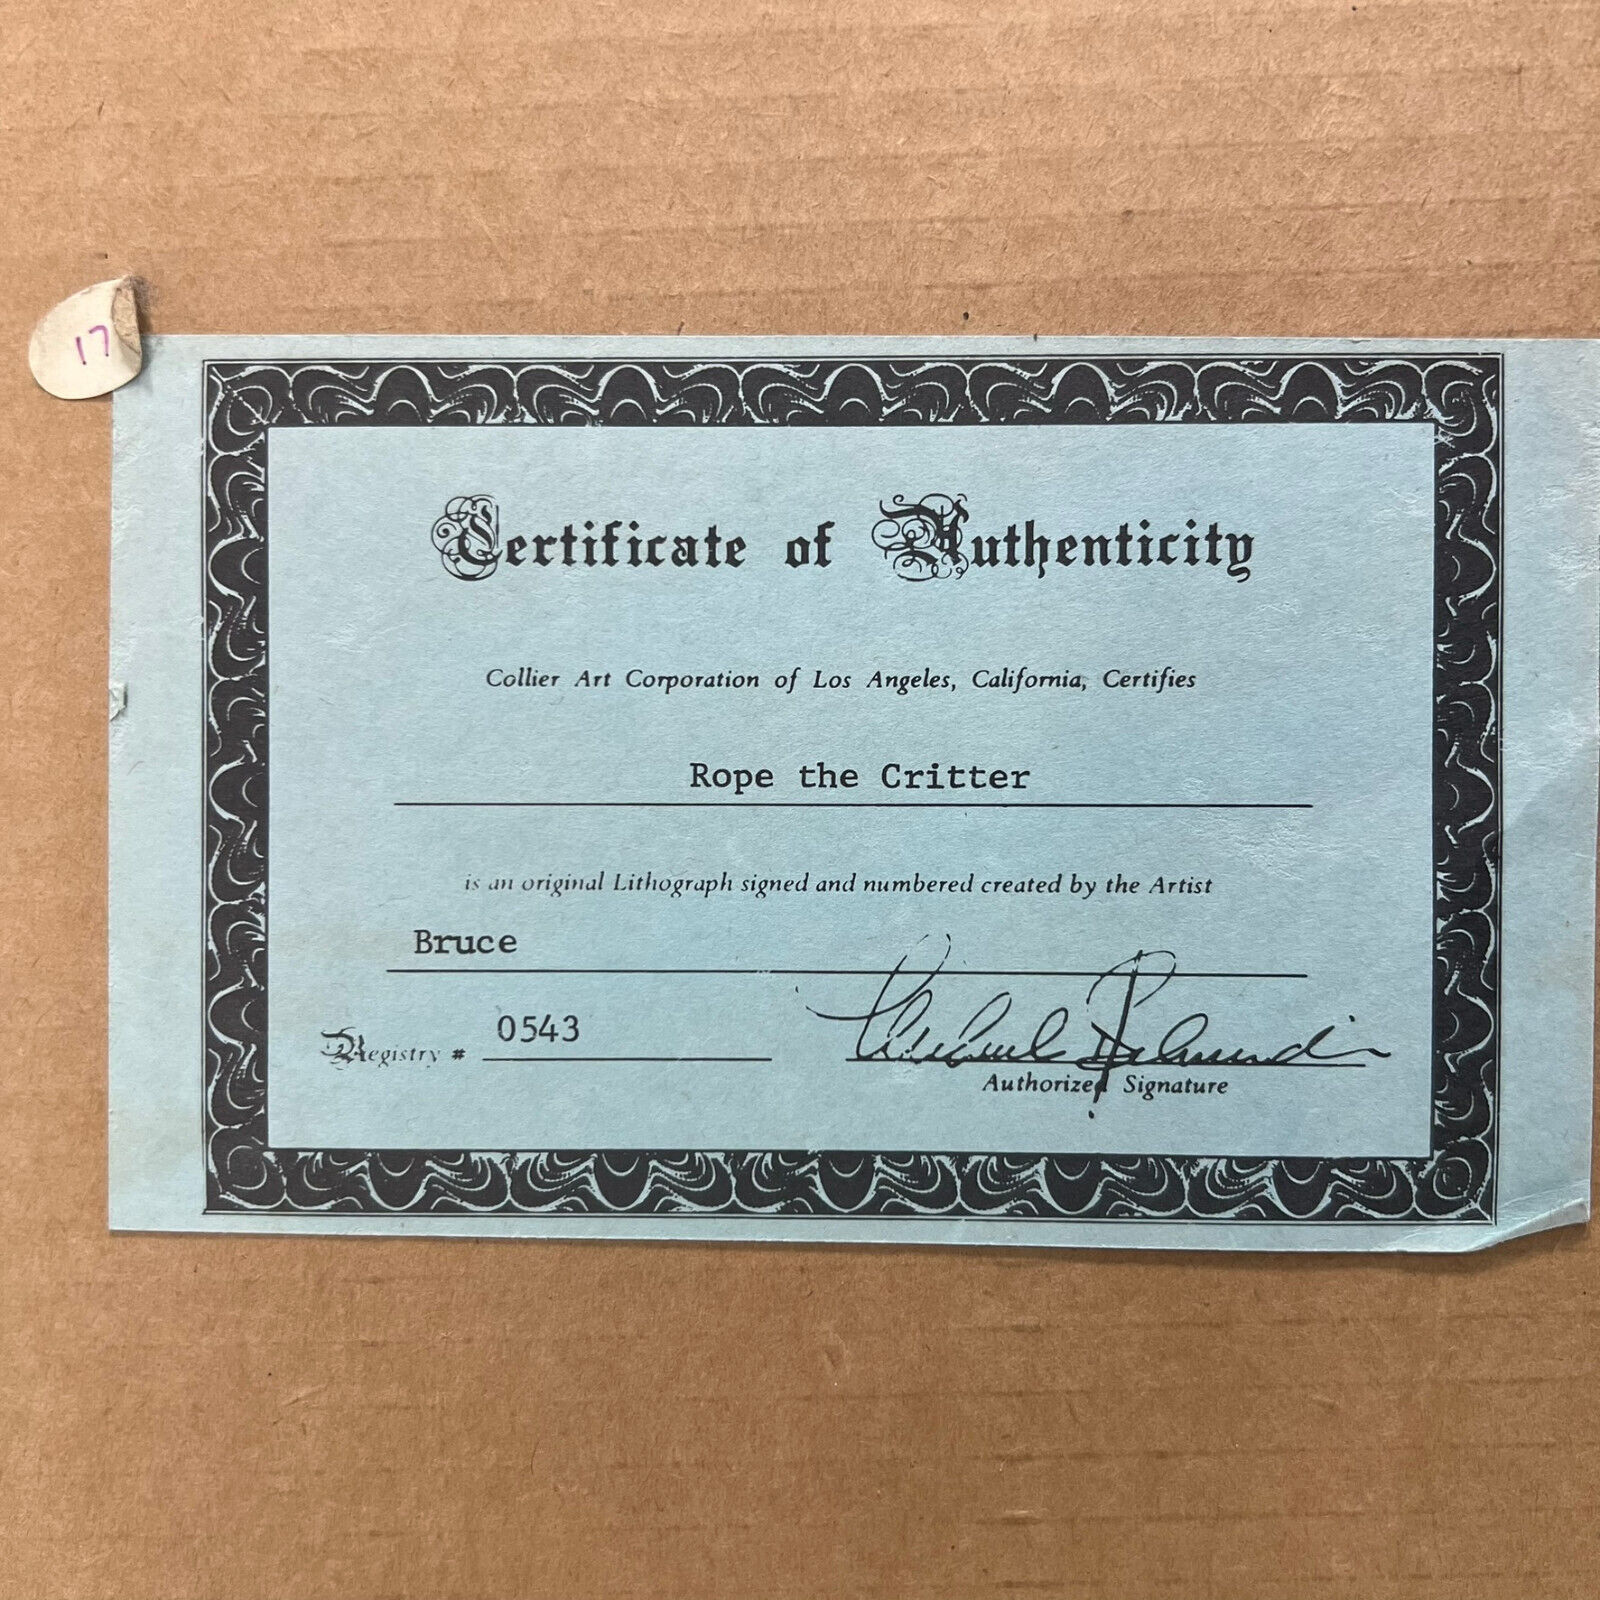 17
Certificate of Authenticity
Collier Art Corporation of Los Angeles, California, Certifies
Rope the Critter
is an original Lithograph signed and numbered created by the Artist
Bruce
Registry # 0543
Authorized Signature